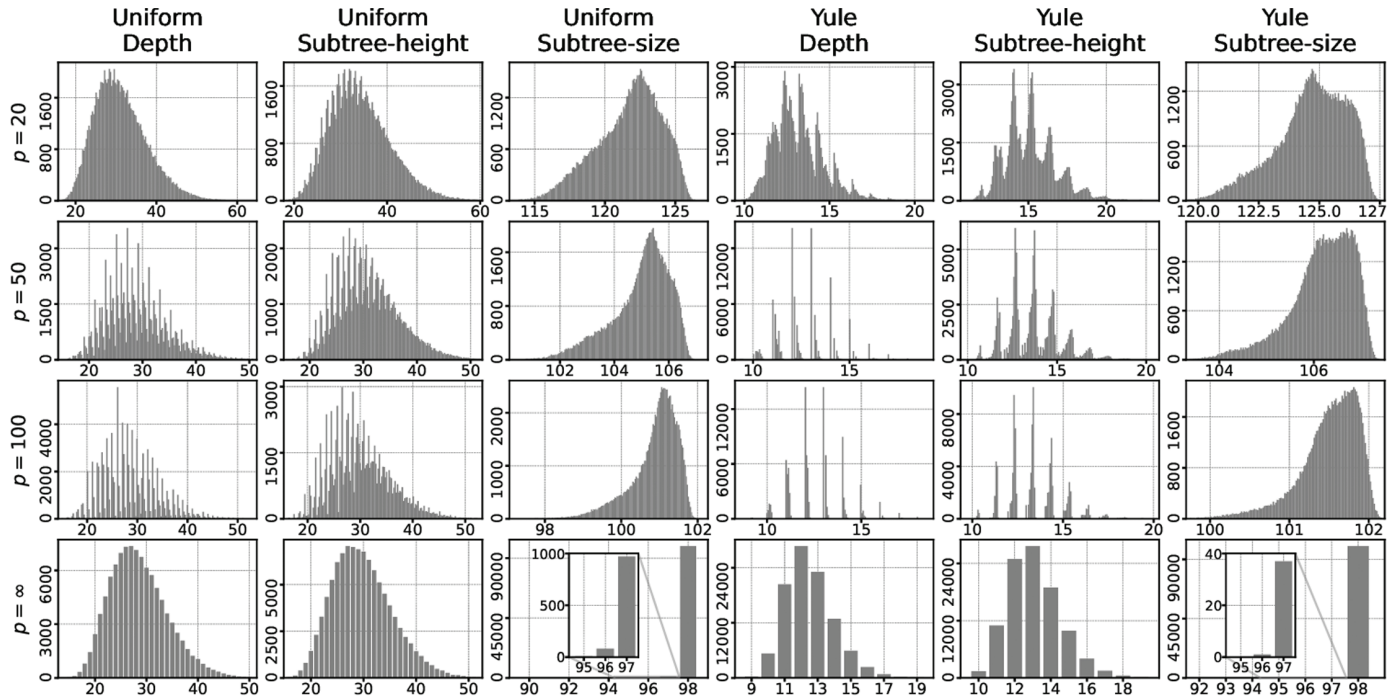 Uniform Depth
Uniform Subtree-height
Uniform Subtree-size
Yule Depth
Yule Subtree-height
Yule Subtree-size
p = 20
0 800 1600
20 40 60
0 800 1600
20 40 60
0 600 1200
115 120 125
0 1500 3000
10 15 20
0 1500 3000
15 20
0 600 1200
120.0 122.5 125.0 127
p = 50
0 1500 3000
20 30 40 50
0 1000 2000
20 30 40 50
0 800 1600
102 104 106
0 6000 12000
10 15
0 2500 5000
10 15 20
0 600 1200
104 106
p = 100
0 2000 4000
20 30 40 50
0 1500 3000
20 30 40 50
0 1000 2000
98 100 102
0 6000 12000
10 15
0 4000 8000
10 15 20
0 800 1600
100 101 102
p = ∞
0 3000 6000
20 30 40 50
0 2500 5000
20 30 40 50
0 45000 90000
90 92 94 96 98
0 500 1000
95 96 97
0 12000 24000
9 11 13 15 17 19
0 12000 24000
10 12 14 16 18
0 45000 90000
92 93 94 95 96 97 98
0 20 40
95 96 97